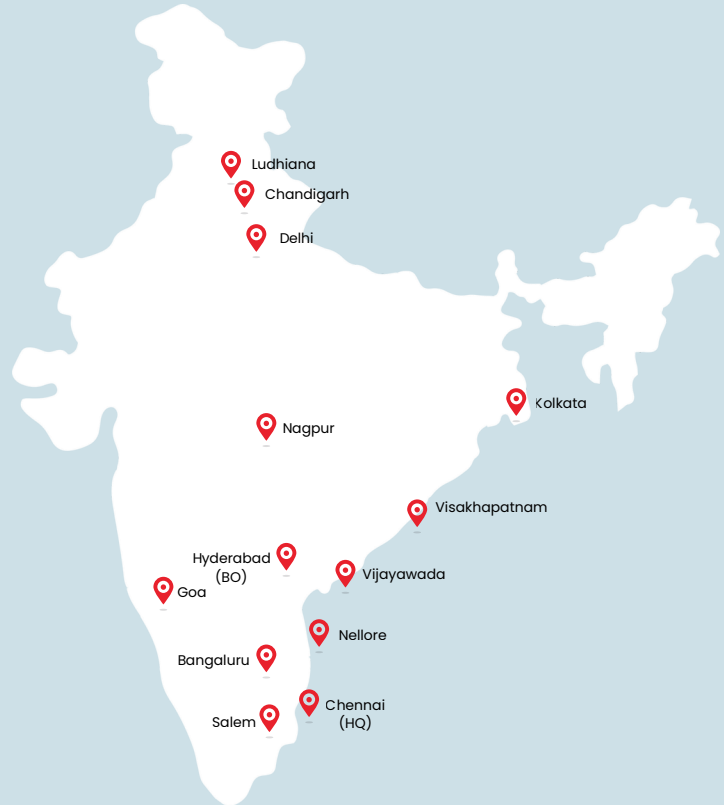 Ludhiana
Chandigarh
Delhi
Kolkata
Nagpur
Visakhapatnam
Hyderabad
(BO)
Vijayawada
Goa
Nellore
Bangaluru
Chennai
(HQ)
Salem